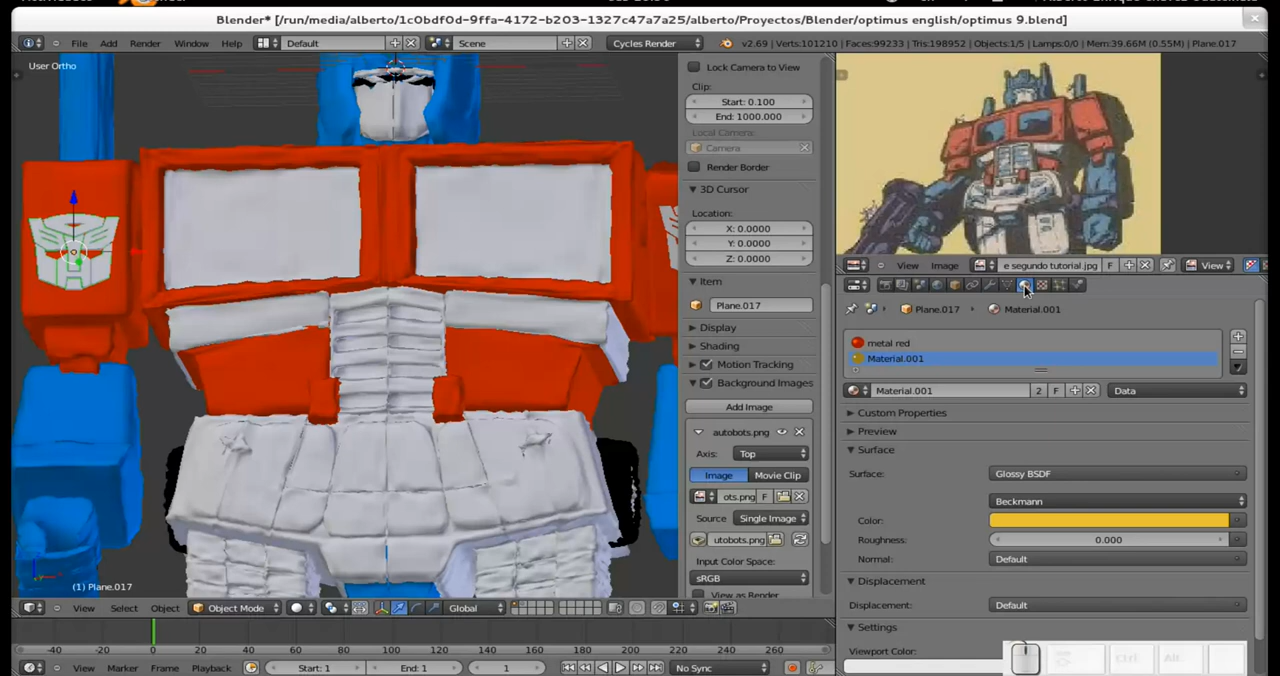 Blender* [/run/media/alberto/1c0bdf0d-9ffa-4172-b203-1327c47a7a25/alberto/Proyectos/Blender/optimus english/optimus 9.blend]
File Add Render Window Help Default Scene Cycles Render v2.69 | Verts:101210 | Faces:99233 | Tris:198952 | Objects:1/5 | Lamps:0/0 | Mem:39.66M (0.55M) | Plane.017
User Ortho
Lock Camera to View
Clip:
Start: 0.100
End: 1000.000
Local Camera:
Camera
Render Border
3D Cursor
Location:
X: 0.0000
Y: 0.0000
Z: 0.0000
Item
Plane.017
Display
Shading
Motion Tracking
Background Images
Add Image
autobots.png
Axis: Top
Image Movie Clip
ots.png F
Source Single Image
utobots.png
Input Color Space:
sRGB
View as Render
(1) Plane.017
View Select Object Object Mode Global
-40 -20 0 20 40 60 80 100 120 140 160 180 200 220 240 260
View Marker Frame Playback Start: 1 End: 1 1 No Sync
View Image e segundo tutorial.jpg F View
Plane.017 Material.001
metal red
Material.001
Material.001 2 F Data
Custom Properties
Preview
Surface
Surface: Glossy BSDF
Beckmann
Color:
Roughness: 0.000
Normal: Default
Displacement
Displacement: Default
Settings
Viewport Color:
Ctrl Alt